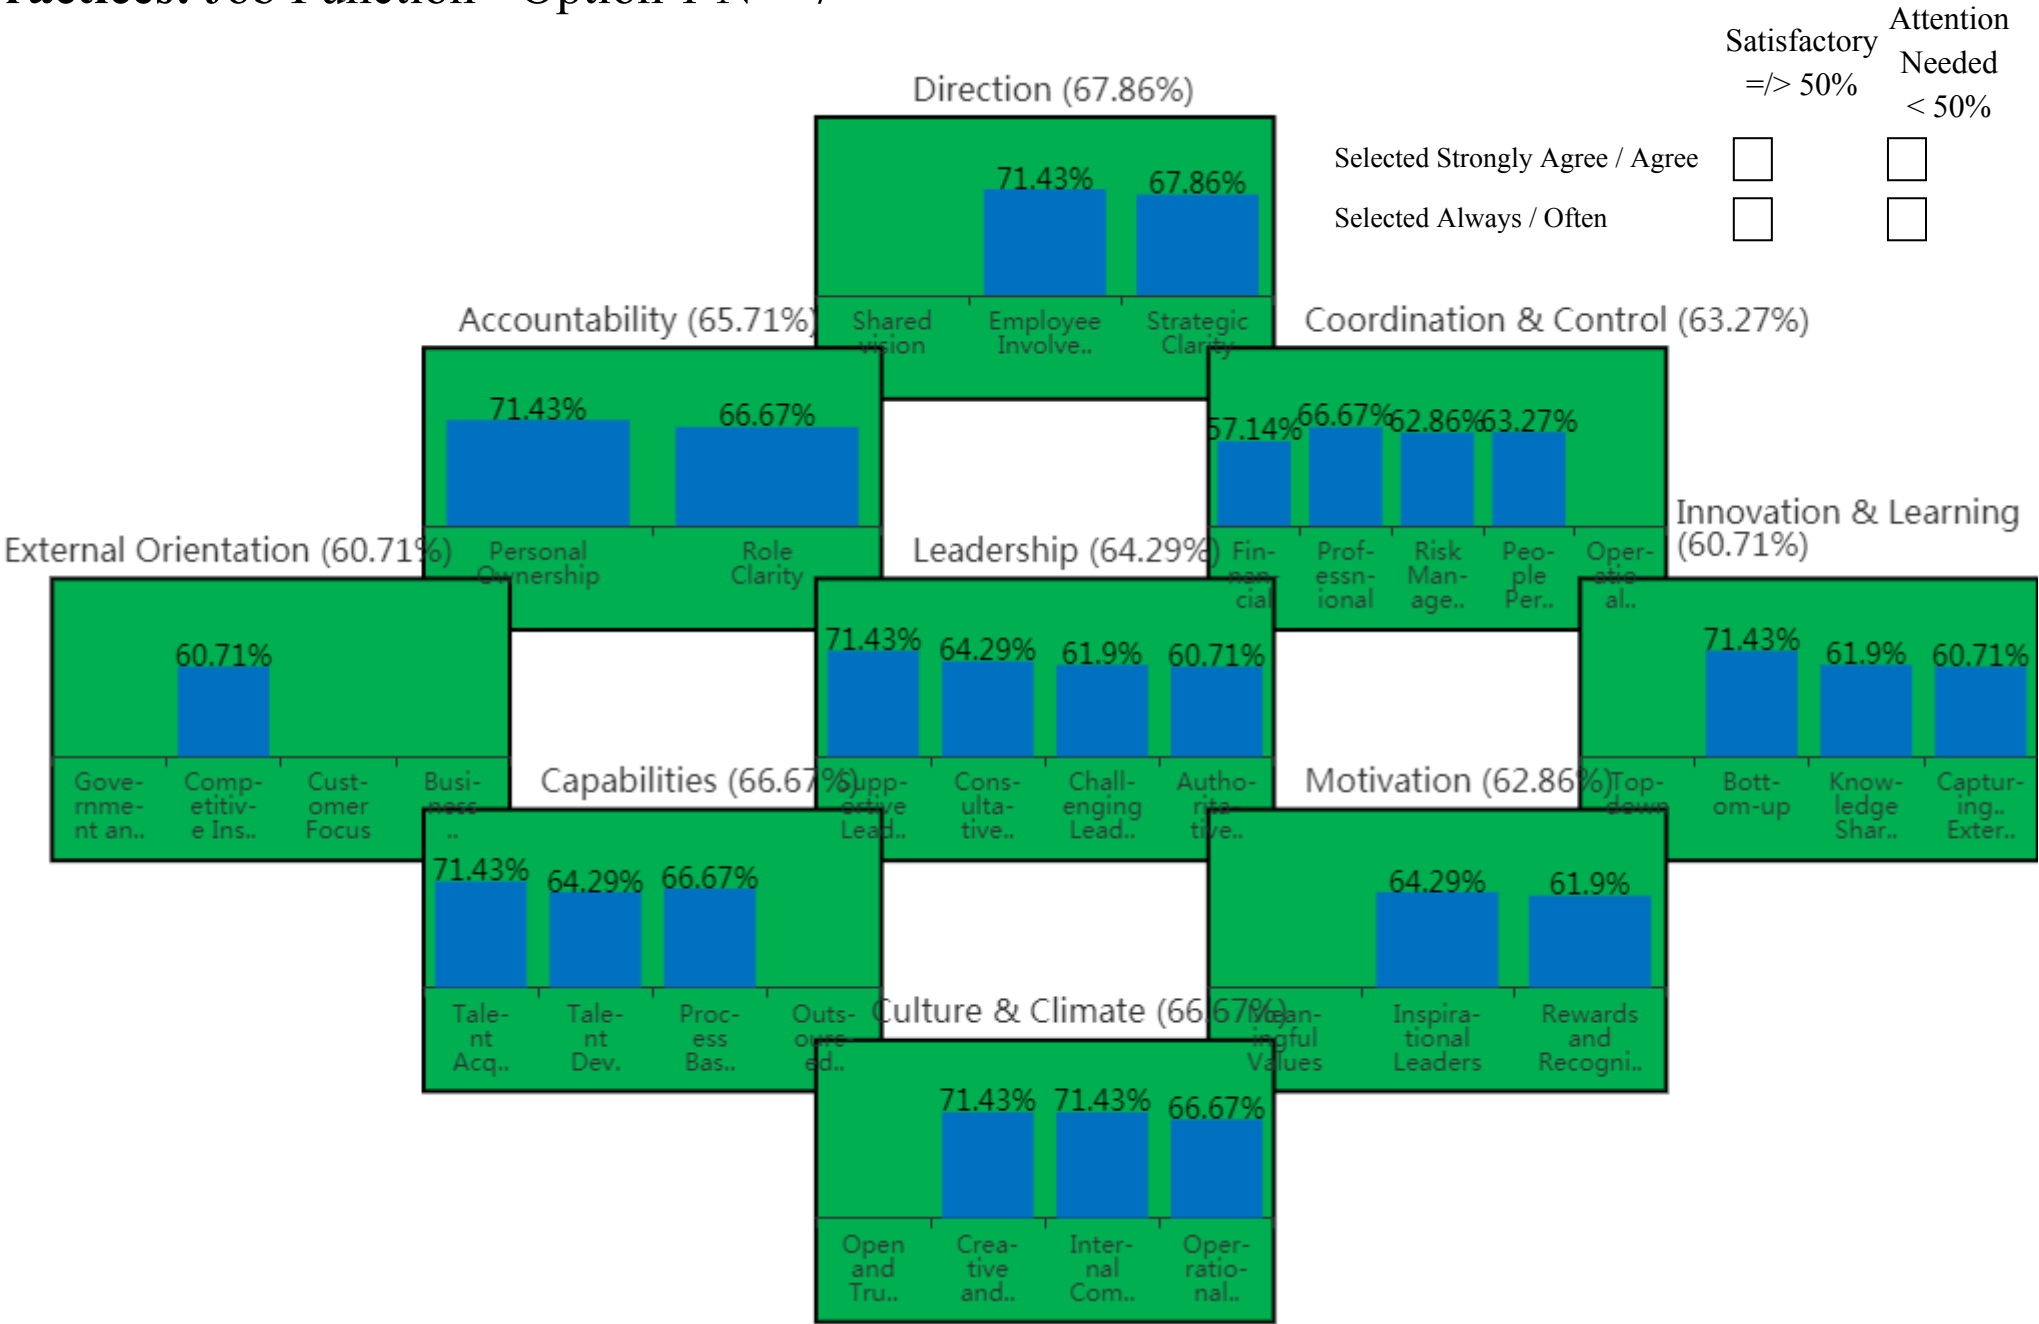 Satisfactory
=/> 50%
Attention
Needed
< 50%
Selected Strongly Agree / Agree
Selected Always / Often
Direction (67.86%)
71.43%
67.86%
Shared
vision
Employee
Involve..
Strategic
Clarity
Accountability (65.71%)
71.43%
66.67%
Personal
Ownership
Role
Clarity
Coordination & Control (63.27%)
57.14%
66.67%
62.86%
63.27%
Fin-
nan-
cial
Prof-
essn-
ional
Risk
Man-
age..
Peo-
ple
Per..
Oper-
atio-
al..
External Orientation (60.71%)
60.71%
Gove-
rnme-
nt an..
Comp-
etitiv-
e Ins..
Cust-
omer
Focus
Busi-
ness
..
Leadership (64.29%)
71.43%
64.29%
61.9%
60.71%
Supp-
ortive
Lead..
Cons-
ulta-
tive..
Chall-
enging
Lead..
Autho-
rita-
tive..
Innovation & Learning
(60.71%)
71.43%
61.9%
60.71%
Top-
down
Bott-
om-up
Know-
ledge
Shar..
Captur-
ing..
Exter..
Capabilities (66.67%)
71.43%
64.29%
66.67%
Tale-
nt
Acq..
Tale-
nt
Dev.
Proc-
ess
Bas..
Outs-
ourc-
ed..
Motivation (62.86%)
64.29%
61.9%
Mean-
ingful
Values
Inspira-
tional
Leaders
Rewards
and
Recogni..
Culture & Climate (66.67%)
71.43%
71.43%
66.67%
Open
and
Tru..
Crea-
tive
and..
Inter-
nal
Com..
Oper-
ratio-
nal..